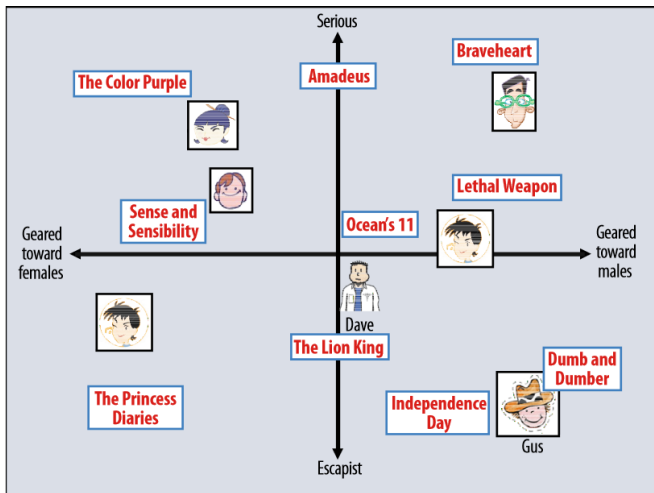 Serious
Braveheart
Amadeus
The Color Purple
Lethal Weapon
Sense and
Sensibility
Ocean's 11
Geared
toward
females
Geared
toward
males
Dave
The Lion King
Dumb and
Dumber
The Princess
Diaries
Independence
Day
Gus
Escapist